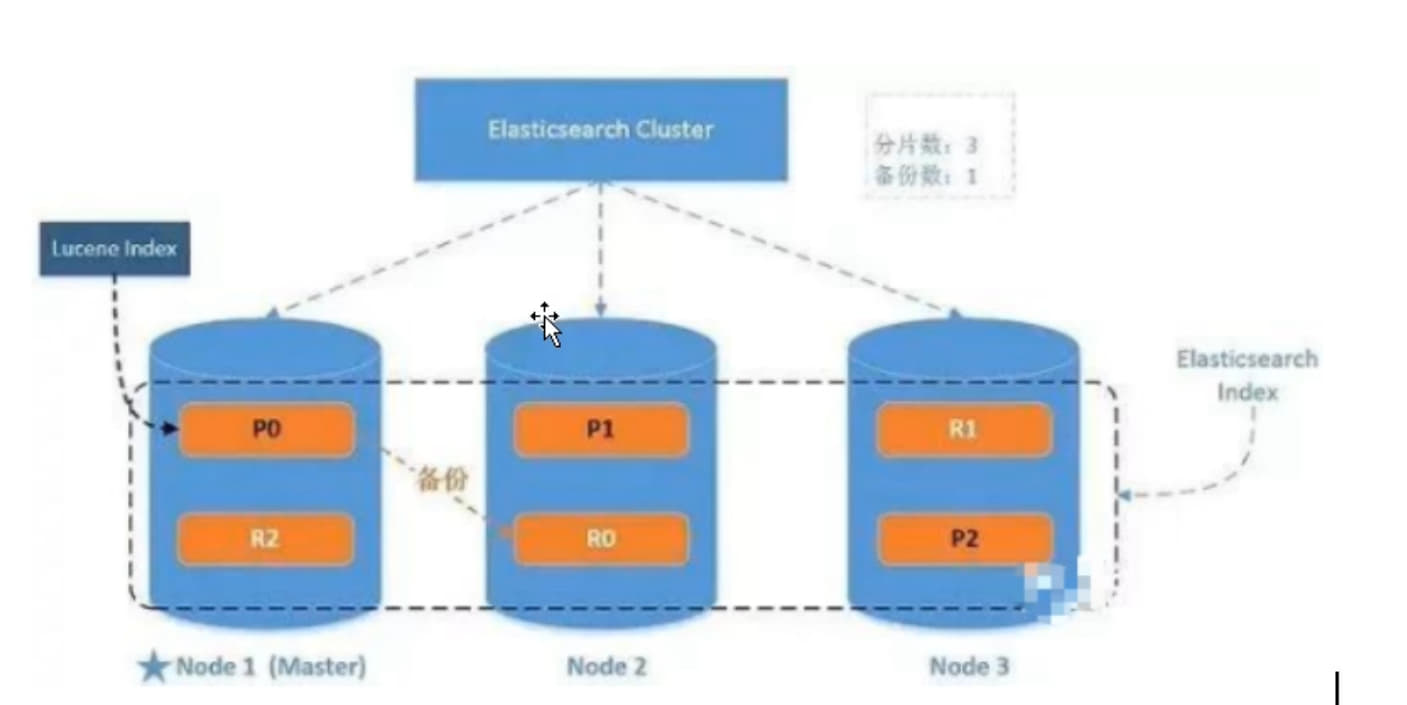 Elasticsearch Cluster
分片数：3
备份数：1
Lucene Index
Elasticsearch
Index
P0
P1
R1
备份
R2
R0
P2
Node 1 (Master)
Node 2
Node 3